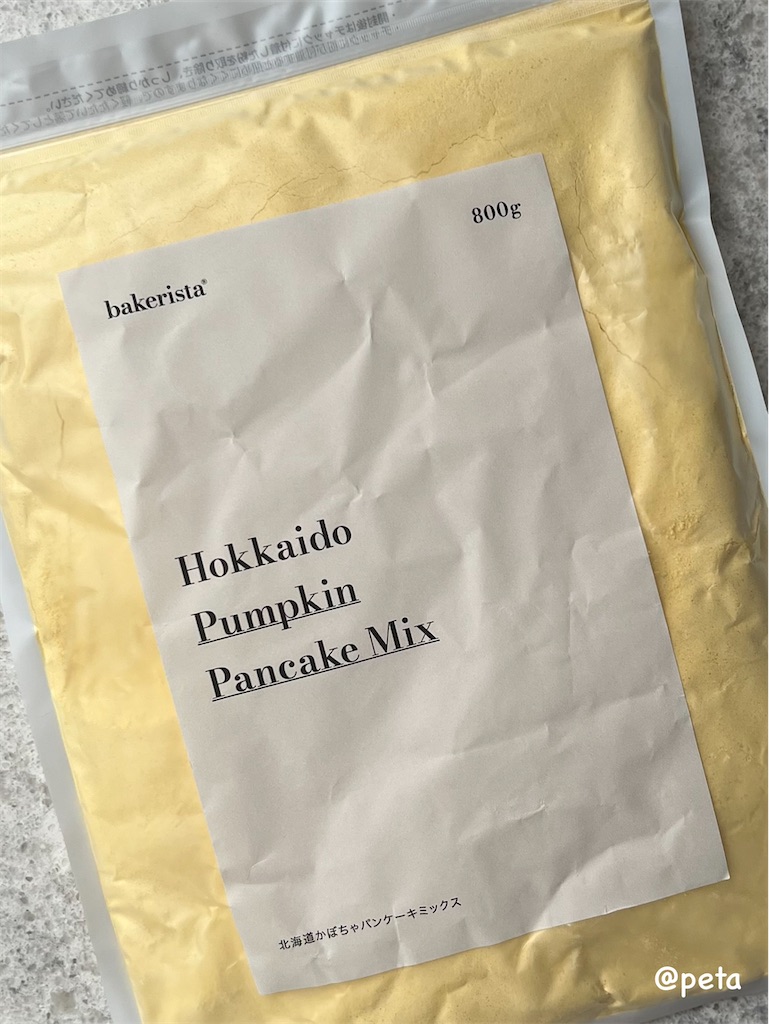 bakerista®
800g
Hokkaido
Pumpkin
Pancake Mix
北海道かぼちゃパンケーキミックス
@peta